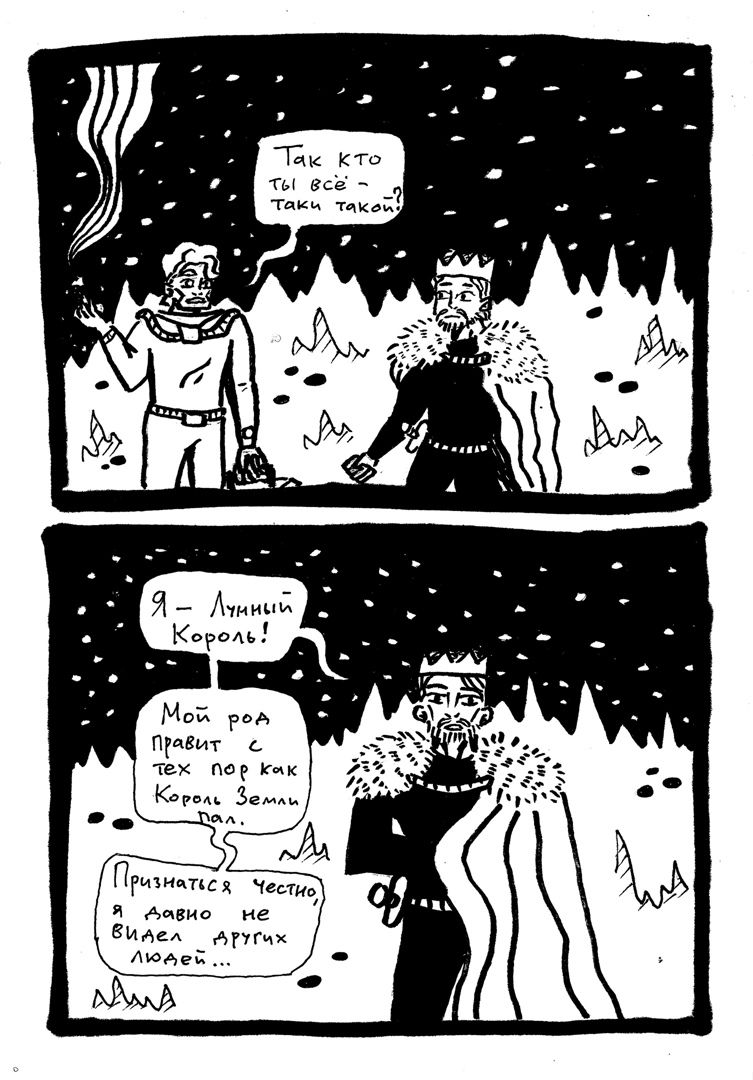 Так кто
ты всё-
таки такой?
Я – Лунный
Король!
Мой род
правит с
тех пор как
Король Земли
пал.
Признаться честно,
я давно не
видел других
людей...